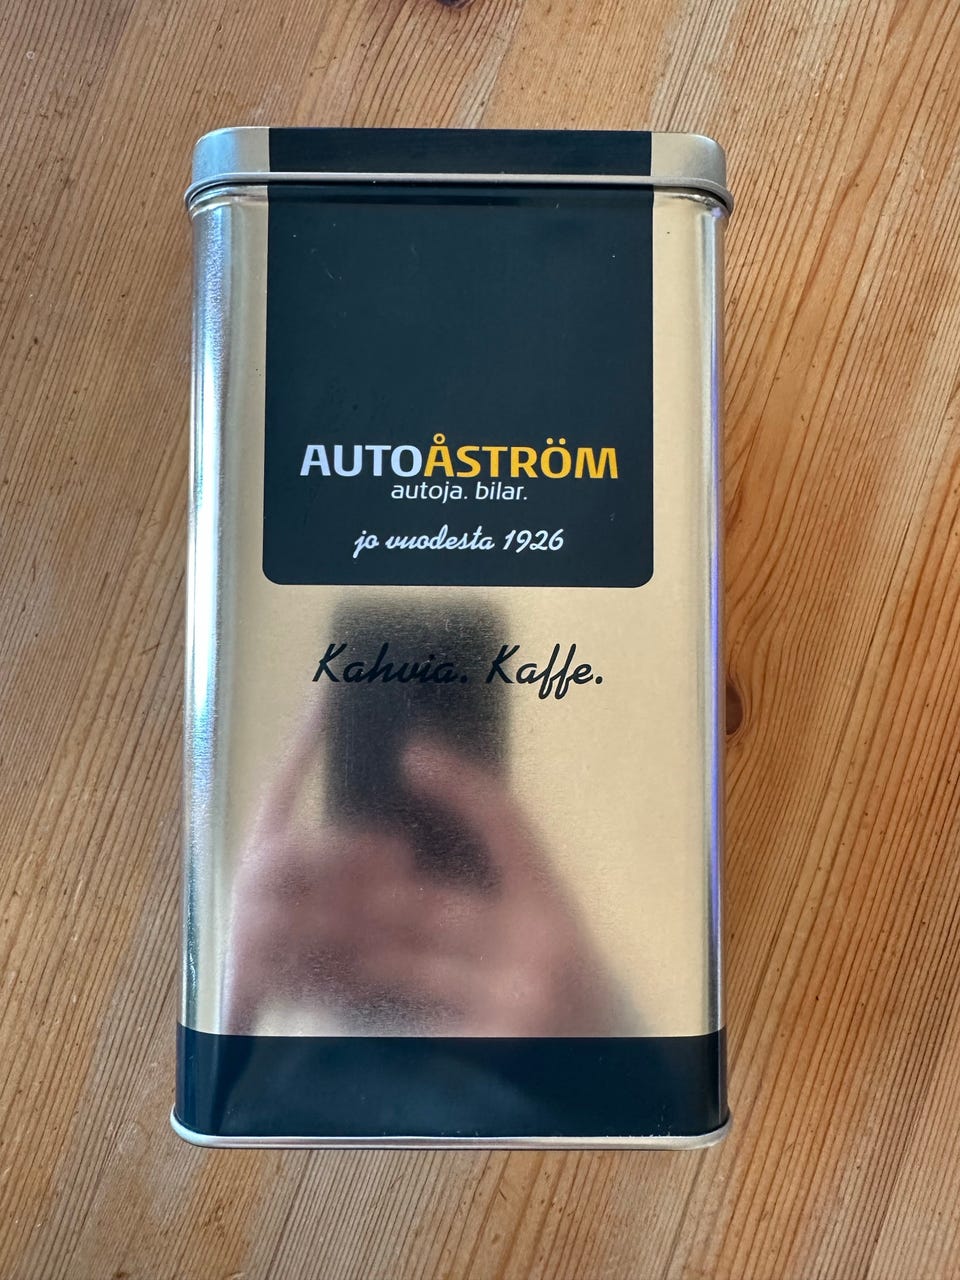 AUTOÅSTRÖM
autoja. bilar.
jo vuodesta 1926
Kahvia. Kaffe.